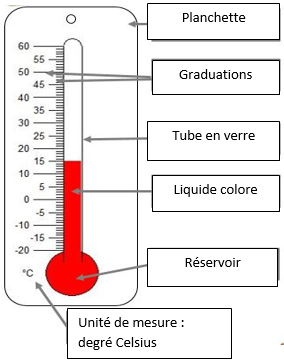 Planchette
60
55
50
Graduations
45
40
35
30
Tube en verre
25
20
15
10
Liquide colore
5
0
-5
-10
-15
-20
Réservoir
°C
Unité de mesure :
degré Celsius